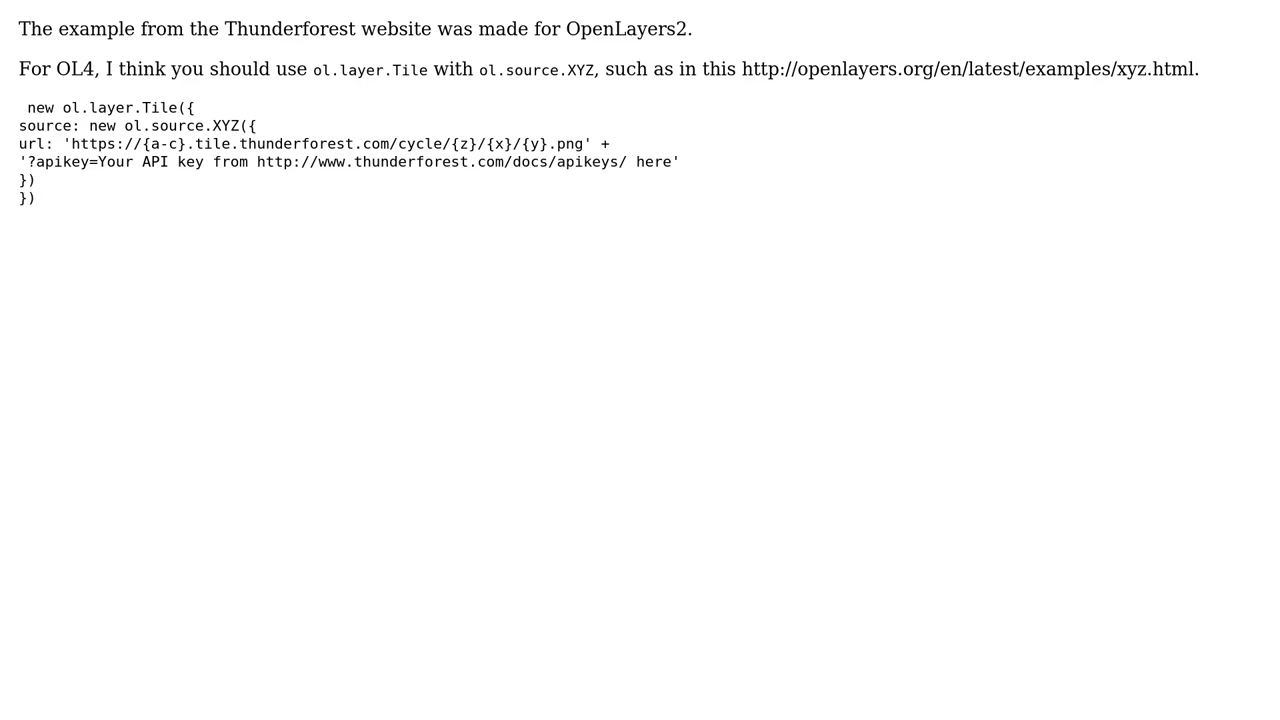 The example from the Thunderforest website was made for OpenLayers2.
For OL4, I think you should use ol.layer.Tile with ol.source.XYZ, such as in this http://openlayers.org/en/latest/examples/xyz.html.
new ol.layer.Tile({
source: new ol.source.XYZ({
url: 'https://{a-c}.tile.thunderforest.com/cycle/{z}/{x}/{y}.png' +
'?apikey=Your API key from http://www.thunderforest.com/docs/apikeys/ here'
})
})